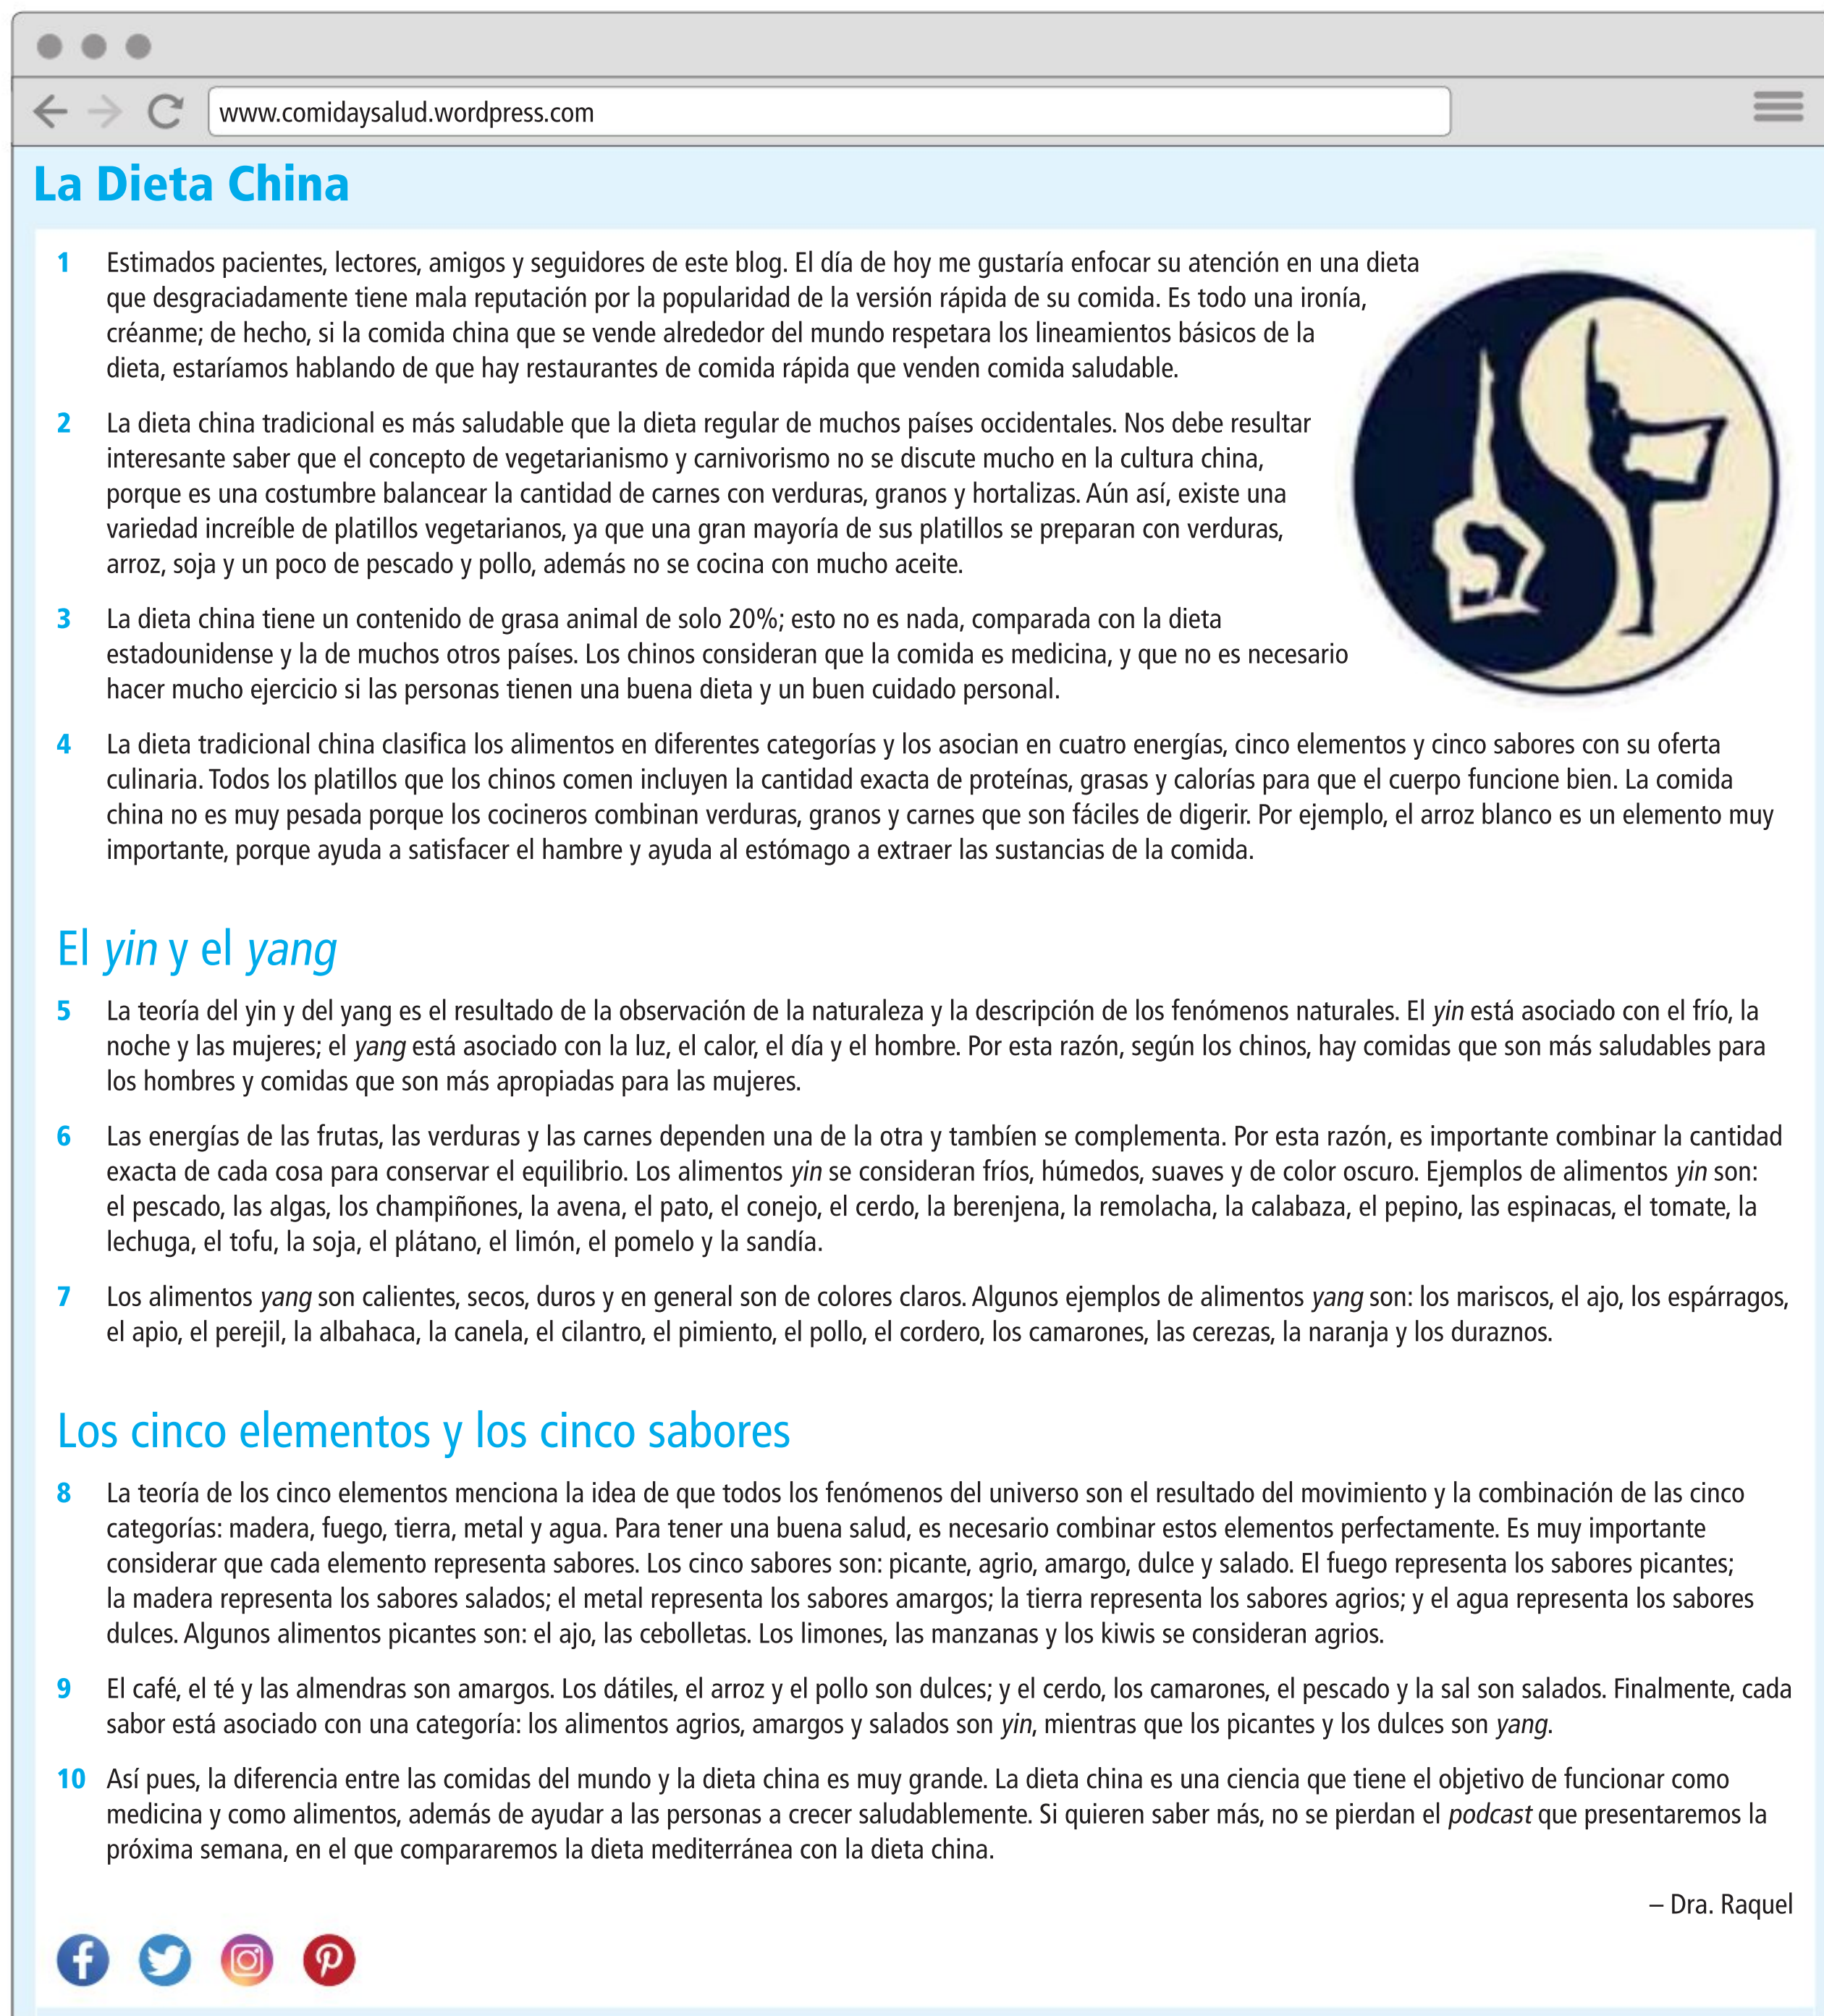 www.comidaysalud.wordpress.com
La Dieta China
1 Estimados pacientes, lectores, amigos y seguidores de este blog. El día de hoy me gustaría enfocar su atención en una dieta
que desgraciadamente tiene mala reputación por la popularidad de la versión rápida de su comida. Es todo una ironía,
créanme; de hecho, si la comida china que se vende alrededor del mundo respetara los lineamientos básicos de la
dieta, estaríamos hablando de que hay restaurantes de comida rápida que venden comida saludable.
2 La dieta china tradicional es más saludable que la dieta regular de muchos países occidentales. Nos debe resultar
interesante saber que el concepto de vegetarianismo y carnivorismo no se discute mucho en la cultura china,
porque es una costumbre balancear la cantidad de carnes con verduras, granos y hortalizas. Aún así, existe una
variedad increíble de platillos vegetarianos, ya que una gran mayoría de sus platillos se preparan con verduras,
arroz, soja y un poco de pescado y pollo, además no se cocina con mucho aceite.
3 La dieta china tiene un contenido de grasa animal de solo 20%; esto no es nada, comparada con la dieta
estadounidense y la de muchos otros países. Los chinos consideran que la comida es medicina, y que no es necesario
hacer mucho ejercicio si las personas tienen una buena dieta y un buen cuidado personal.
4 La dieta tradicional china clasifica los alimentos en diferentes categorías y los asocian en cuatro energías, cinco elementos y cinco sabores con su oferta
culinaria. Todos los platillos que los chinos comen incluyen la cantidad exacta de proteínas, grasas y calorías para que el cuerpo funcione bien. La comida
china no es muy pesada porque los cocineros combinan verduras, granos y carnes que son fáciles de digerir. Por ejemplo, el arroz blanco es un elemento muy
importante, porque ayuda a satisfacer el hambre y ayuda al estómago a extraer las sustancias de la comida.
El yin y el yang
5 La teoría del yin y del yang es el resultado de la observación de la naturaleza y la descripción de los fenómenos naturales. El yin está asociado con el frío, la
noche y las mujeres; el yang está asociado con la luz, el calor, el día y el hombre. Por esta razón, según los chinos, hay comidas que son más saludables para
los hombres y comidas que son más apropiadas para las mujeres.
6 Las energías de las frutas, las verduras y las carnes dependen una de la otra y tambíen se complementa. Por esta razón, es importante combinar la cantidad
exacta de cada cosa para conservar el equilibrio. Los alimentos yin se consideran fríos, húmedos, suaves y de color oscuro. Ejemplos de alimentos yin son:
el pescado, las algas, los champiñones, la avena, el pato, el conejo, el cerdo, la berenjena, la remolacha, la calabaza, el pepino, las espinacas, el tomate, la
lechuga, el tofu, la soja, el plátano, el limón, el pomelo y la sandía.
7 Los alimentos yang son calientes, secos, duros y en general son de colores claros. Algunos ejemplos de alimentos yang son: los mariscos, el ajo, los espárragos,
el apio, el perejil, la albahaca, la canela, el cilantro, el pimiento, el pollo, el cordero, los camarones, las cerezas, la naranja y los duraznos.
Los cinco elementos y los cinco sabores
8 La teoría de los cinco elementos menciona la idea de que todos los fenómenos del universo son el resultado del movimiento y la combinación de las cinco
categorías: madera, fuego, tierra, metal y agua. Para tener una buena salud, es necesario combinar estos elementos perfectamente. Es muy importante
considerar que cada elemento representa sabores. Los cinco sabores son: picante, agrio, amargo, dulce y salado. El fuego representa los sabores picantes;
la madera representa los sabores salados; el metal representa los sabores amargos; la tierra representa los sabores agrios; y el agua representa los sabores
dulces. Algunos alimentos picantes son: el ajo, las cebolletas. Los limones, las manzanas y los kiwis se consideran agrios.
9 El café, el té y las almendras son amargos. Los dátiles, el arroz y el pollo son dulces; y el cerdo, los camarones, el pescado y la sal son salados. Finalmente, cada
sabor está asociado con una categoría: los alimentos agrios, amargos y salados son yin, mientras que los picantes y los dulces son yang.
10 Así pues, la diferencia entre las comidas del mundo y la dieta china es muy grande. La dieta china es una ciencia que tiene el objetivo de funcionar como
medicina y como alimentos, además de ayudar a las personas a crecer saludablemente. Si quieren saber más, no se pierdan el podcast que presentaremos la
próxima semana, en el que compararemos la dieta mediterránea con la dieta china.
– Dra. Raquel